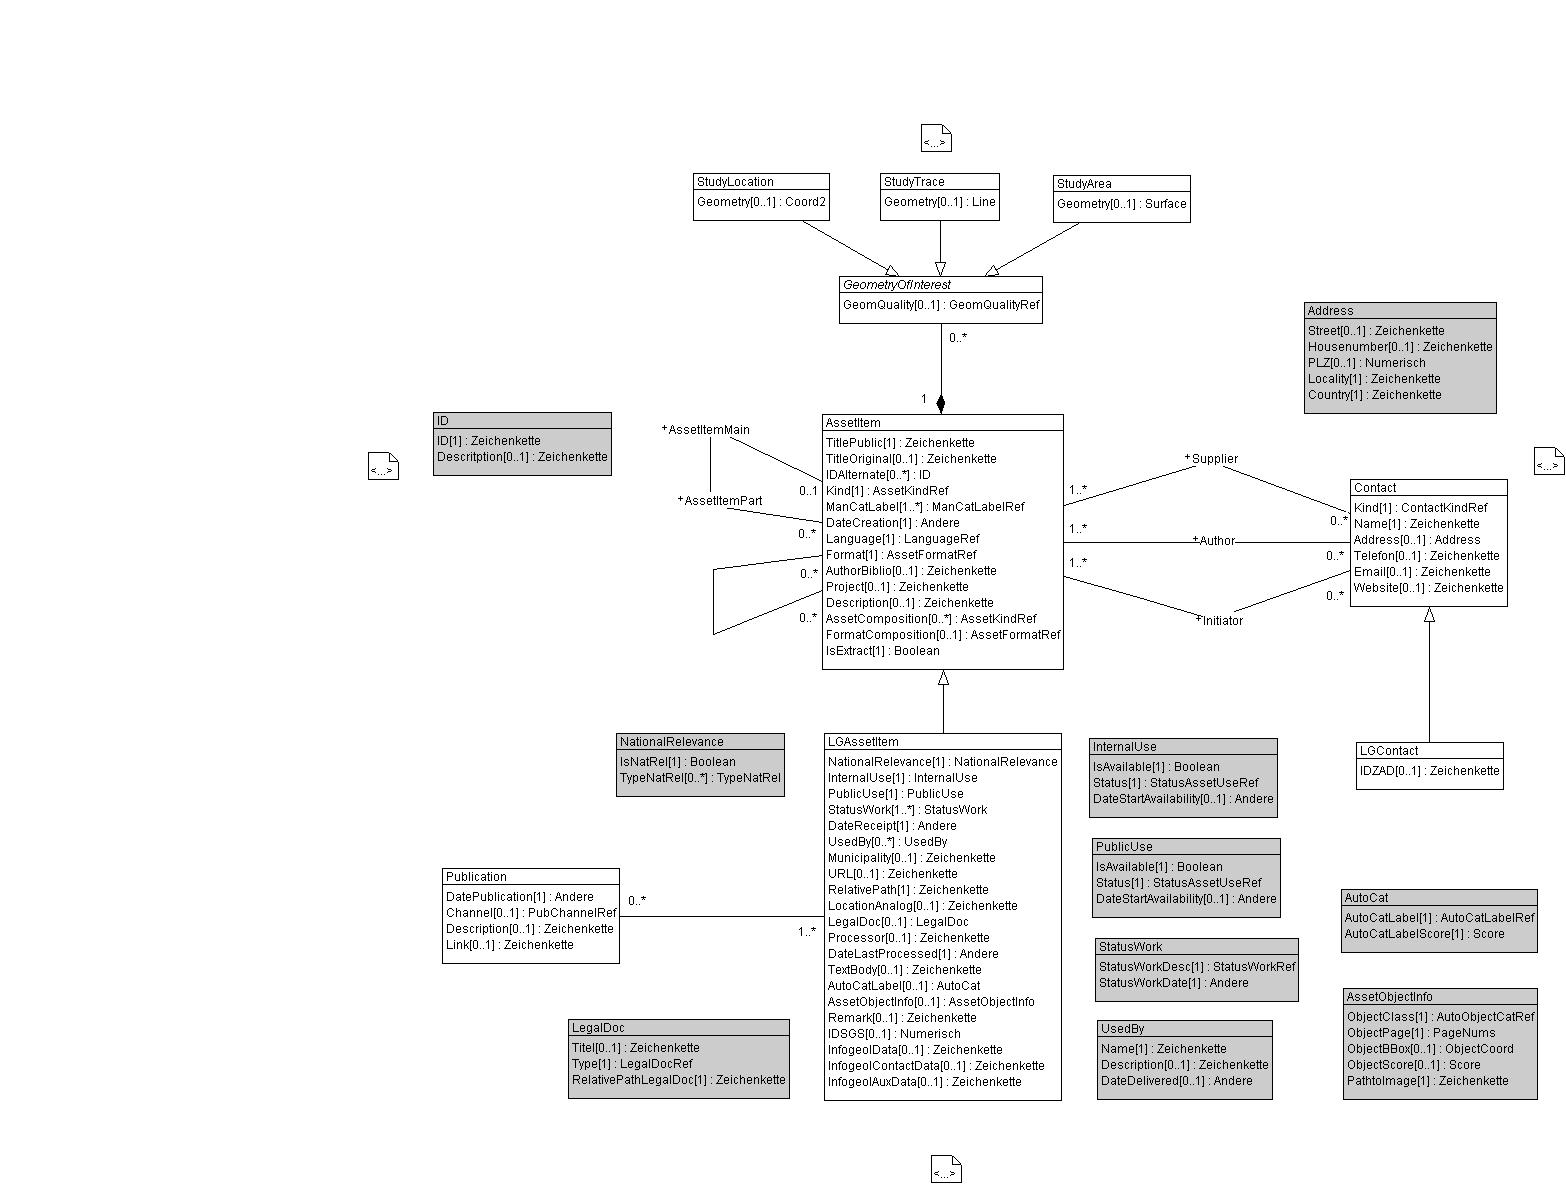 <...>
StudyLocation
Geometry[0..1] : Coord2
StudyTrace
Geometry[0..1] : Line
StudyArea
Geometry[0..1] : Surface
GeometryOfInterest
GeomQuality[0..1] : GeomQualityRef
0..*
1
Address
Street[0..1] : Zeichenkette
Housenumber[0..1] : Zeichenkette
PLZ[0..1] : Numerisch
Locality[1] : Zeichenkette
Country[1] : Zeichenkette
ID
ID[1] : Zeichenkette
Descritption[0..1] : Zeichenkette
<...>
+AssetItemMain
0..1
+AssetItemPart
0..*
0..*
0..*
AssetItem
TitlePublic[1] : Zeichenkette
TitleOriginal[0..1] : Zeichenkette
IDAlternate[0..*] : ID
Kind[1] : AssetKindRef
ManCatLabel[1..*] : ManCatLabelRef
DateCreation[1] : Andere
Language[1] : LanguageRef
Format[1] : AssetFormatRef
AuthorBiblio[0..1] : Zeichenkette
Project[0..1] : Zeichenkette
Description[0..1] : Zeichenkette
AssetComposition[0..*] : AssetKindRef
FormatComposition[0..1] : AssetFormatRef
IsExtract[1] : Boolean
+Supplier
1..*
0..*
1..*
+Author
0..*
1..*
+Initiator
0..*
<...>
Contact
Kind[1] : ContactKindRef
Name[1] : Zeichenkette
Address[0..1] : Address
Telefon[0..1] : Zeichenkette
Email[0..1] : Zeichenkette
Website[0..1] : Zeichenkette
NationalRelevance
IsNatRel[1] : Boolean
TypeNatRel[0..*] : TypeNatRel
LGAssetItem
NationalRelevance[1] : NationalRelevance
InternalUse[1] : InternalUse
PublicUse[1] : PublicUse
StatusWork[1..*] : StatusWork
DateReceipt[1] : Andere
UsedBy[0..*] : UsedBy
Municipality[0..1] : Zeichenkette
URL[0..1] : Zeichenkette
RelativePath[1] : Zeichenkette
LocationAnalog[0..1] : Zeichenkette
LegalDoc[0..1] : LegalDoc
Processor[0..1] : Zeichenkette
DateLastProcessed[1] : Andere
TextBody[0..1] : Zeichenkette
AutoCatLabel[0..1] : AutoCat
AssetObjectInfo[0..1] : AssetObjectInfo
Remark[0..1] : Zeichenkette
IDSGS[0..1] : Numerisch
InfogeolData[0..1] : Zeichenkette
InfogeolContactData[0..1] : Zeichenkette
InfogeolAuxData[0..1] : Zeichenkette
InternalUse
IsAvailable[1] : Boolean
Status[1] : StatusAssetUseRef
DateStartAvailability[0..1] : Andere
LGContact
IDZAD[0..1] : Zeichenkette
PublicUse
IsAvailable[1] : Boolean
Status[1] : StatusAssetUseRef
DateStartAvailability[0..1] : Andere
Publication
DatePublication[1] : Andere
Channel[0..1] : PubChannelRef
Description[0..1] : Zeichenkette
Link[0..1] : Zeichenkette
0..*
1..*
AutoCat
AutoCatLabel[1] : AutoCatLabelRef
AutoCatLabelScore[1] : Score
StatusWork
StatusWorkDesc[1] : StatusWorkRef
StatusWorkDate[1] : Andere
AssetObjectInfo
ObjectClass[1] : AutoObjectCatRef
ObjectPage[1] : PageNums
ObjectBBox[0..1] : ObjectCoord
ObjectScore[0..1] : Score
PathtoImage[1] : Zeichenkette
LegalDoc
Titel[0..1] : Zeichenkette
Type[1] : LegalDocRef
RelativePathLegalDoc[1] : Zeichenkette
UsedBy
Name[1] : Zeichenkette
Description[0..1] : Zeichenkette
DateDelivered[0..1] : Andere
<...>